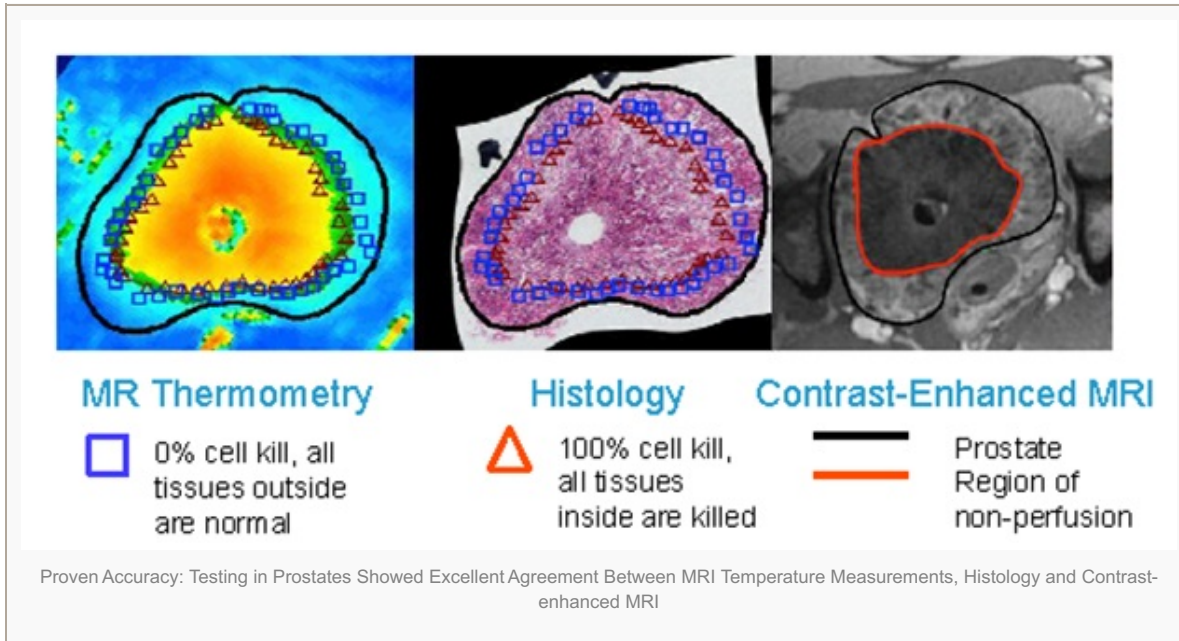 MR Thermometry
0% cell kill, all
tissues outside
are normal
Histology
100% cell kill,
all tissues
inside are killed
Contrast-Enhanced MRI
Prostate
Region of
non-perfusion
Proven Accuracy: Testing in Prostates Showed Excellent Agreement Between MRI Temperature Measurements, Histology and Contrast-
enhanced MRI